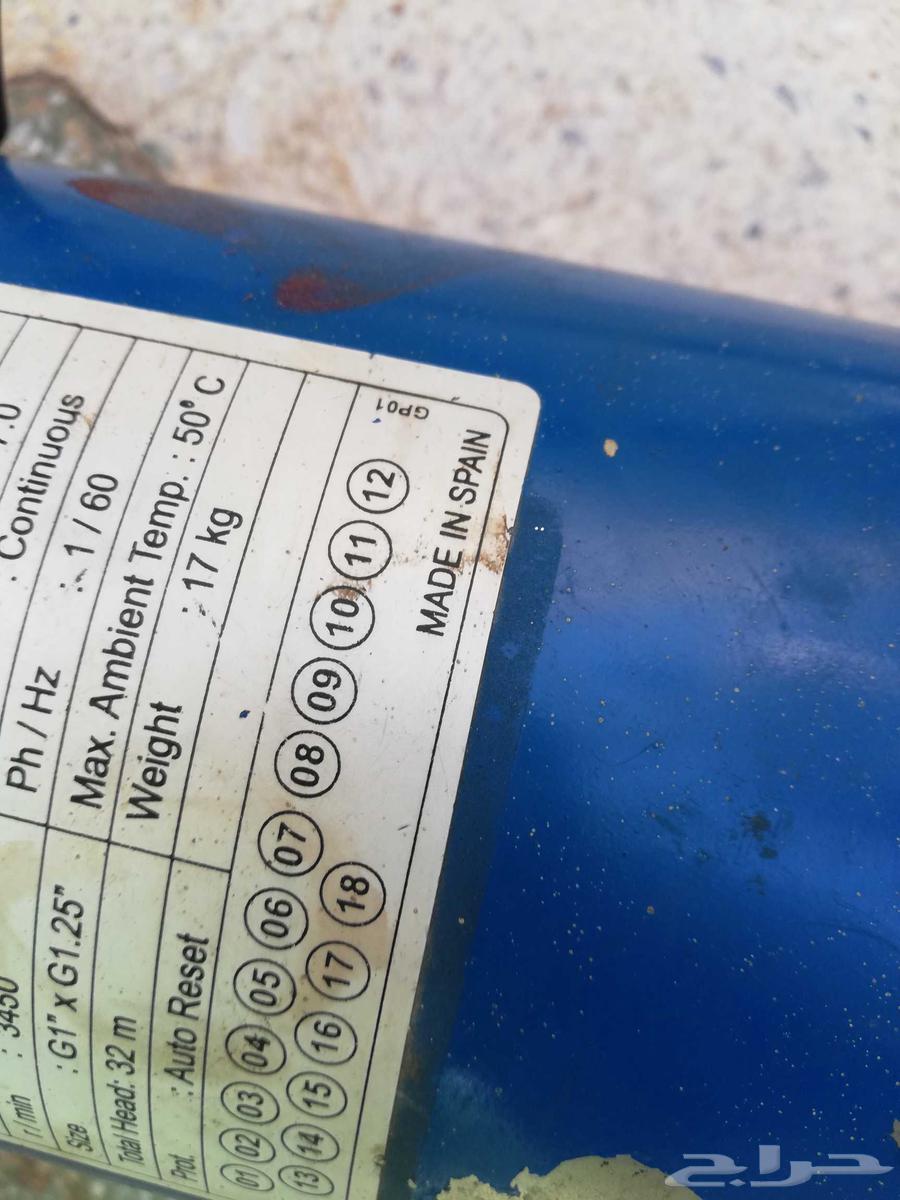 7.0
: Continuous
r / min : 3450
Ph / Hz : 1 / 60
Size : G1" x G1.25"
Max. Ambient Temp. : 50° C
Total Head: 32 m
Weight : 17 kg
Prot. : Auto Reset
01 02 03 04 05 06 07 08 09 10 11 12
13 14 15 16 17 18
GP01
MADE IN SPAIN
حراج